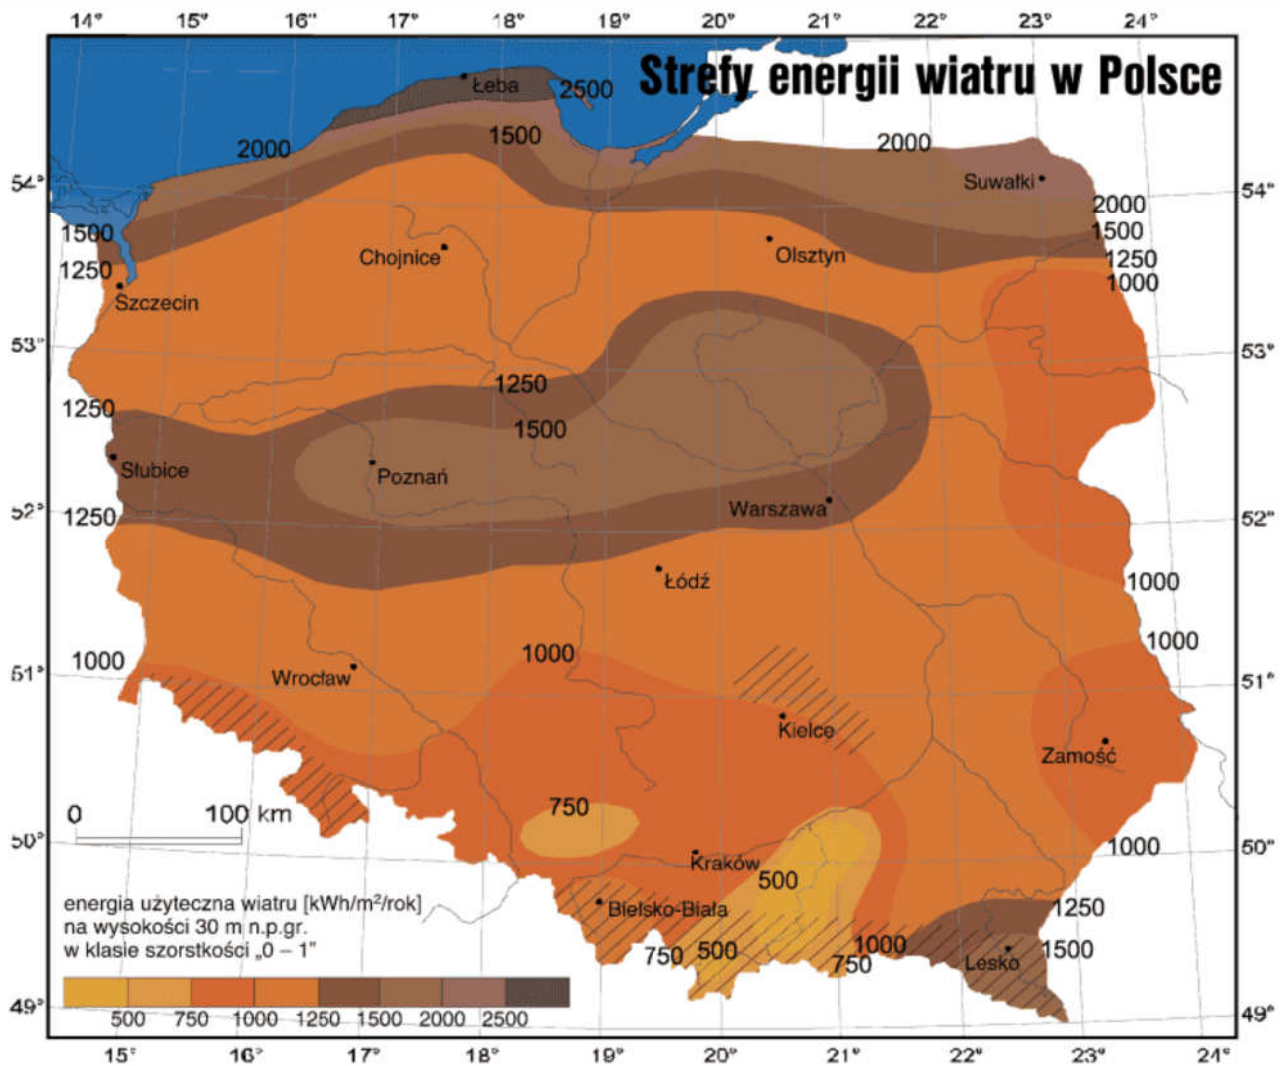 14° 15° 16° 17° 18° 19° 20° 21° 22° 23° 24°
Strefy energii wiatru w Polsce
Łeba
2500
1500
2000
2000
54°
Suwałki
54°
2000
1500
1500
Chojnice
Olsztyn
1250
1250
1000
Szczecin
53°
53°
1250
1250
1500
Słubice
Poznań
Warszawa
52°
1250
52°
Łódź
1000
1000
1000
1000
51°
Wrocław
51°
Kielce
Zamość
750
0 100 km
50°
1000
50°
Kraków
500
energia użyteczna wiatru [kWh/m²/rok]
na wysokości 30 m n.p.gr.
w klasie szorstkości „0 – 1”
Bielsko-Biała
1250
750
500
750
1000
1500
Lesko
49°
500 750 1000 1250 1500 2000 2500
49°
15° 16° 17° 18° 19° 20° 21° 22° 23° 24°